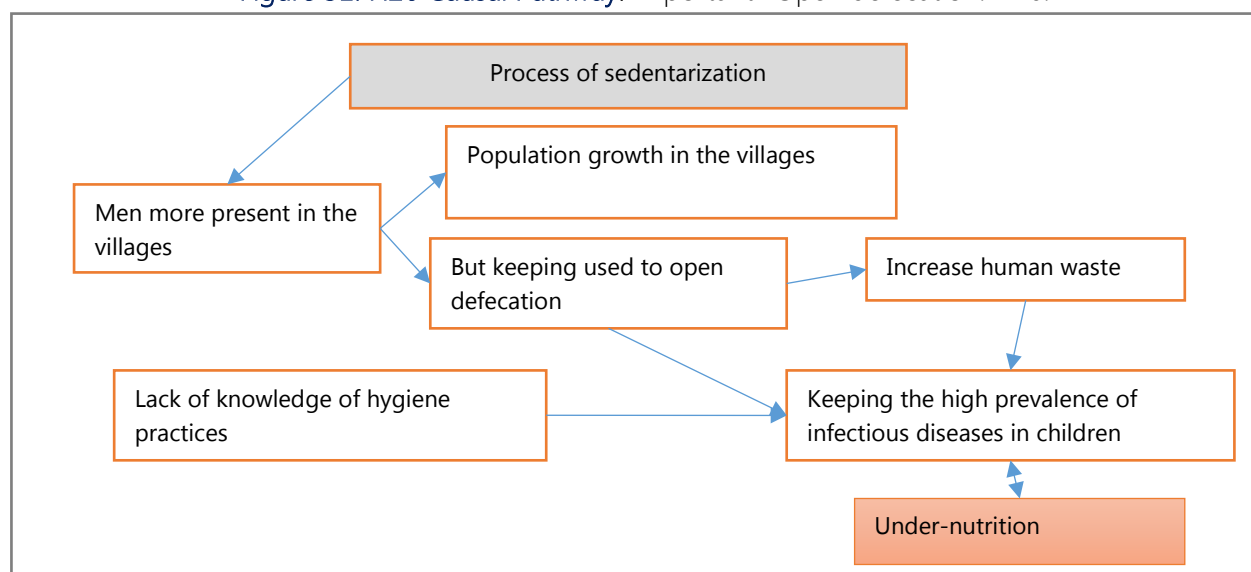 Process of sedentarization
Population growth in the villages
Men more present in the
villages
But keeping used to open
defecation
Increase human waste
Lack of knowledge of hygiene
practices
Keeping the high prevalence of
infectious diseases in children
Under-nutrition